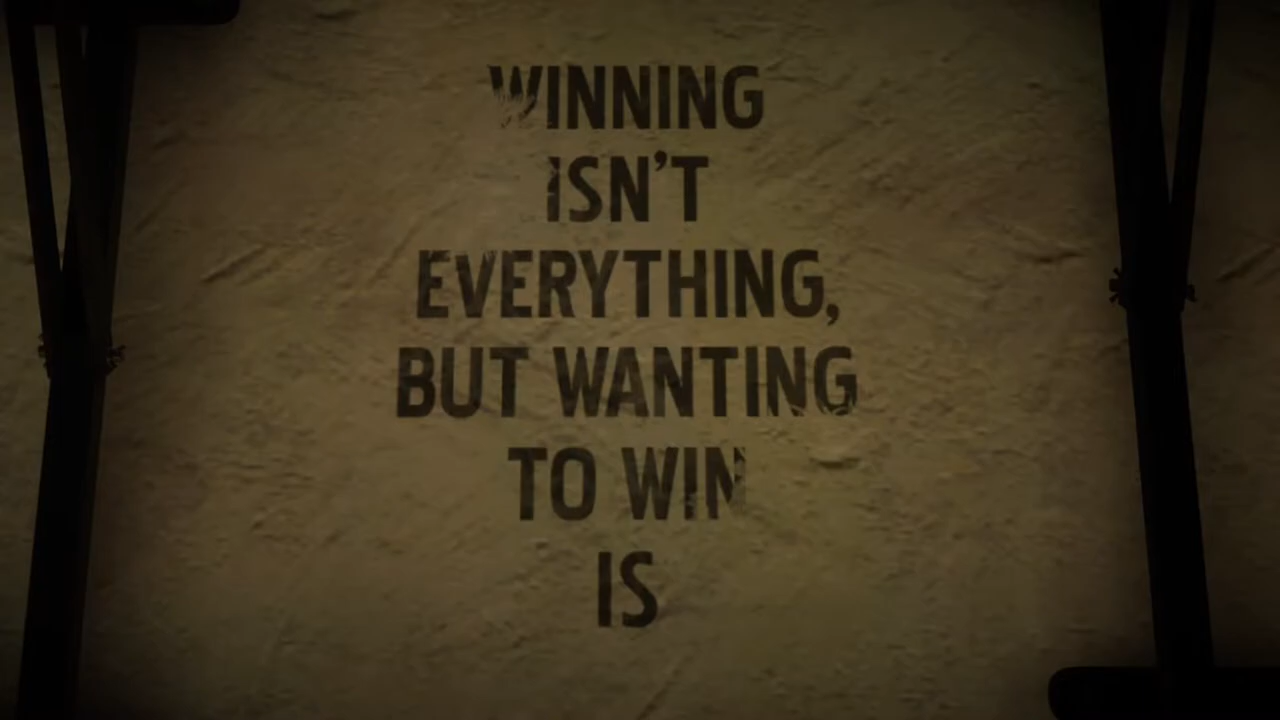 WINNING
ISN'T
EVERYTHING,
BUT WANTING
TO WIN
IS